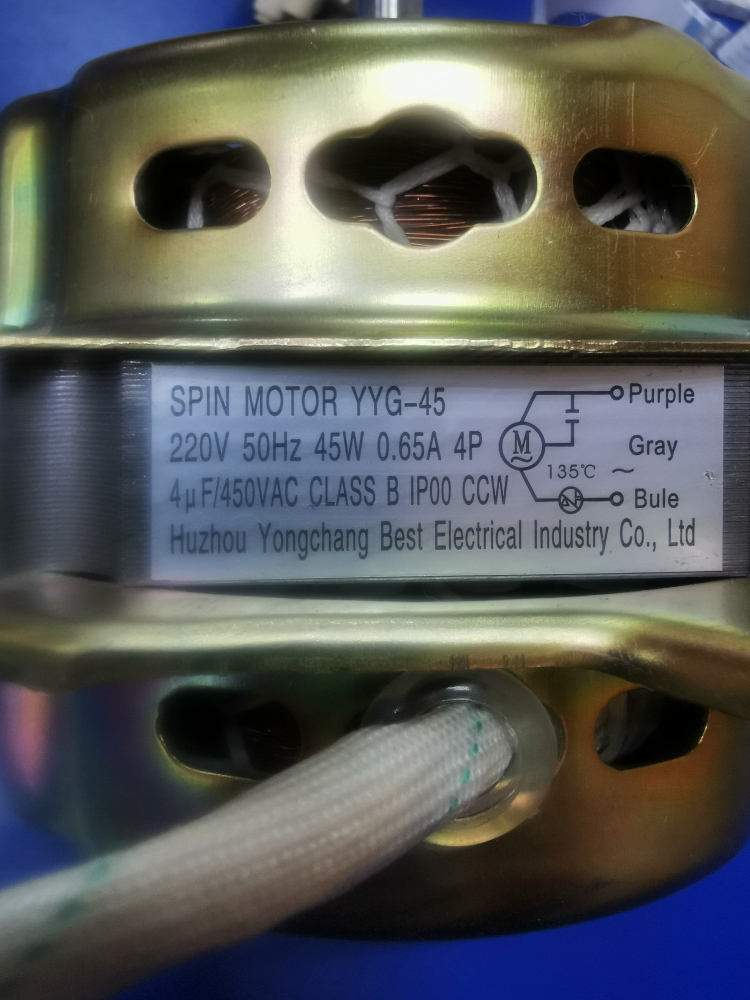 SPIN MOTOR YYG-45
220V 50Hz 45W 0.65A 4P
4μF/450VAC CLASS B IP00 CCW
Huzhou Yongchang Best Electrical Industry Co., Ltd
M
~
135℃
~
Purple
Gray
Bule